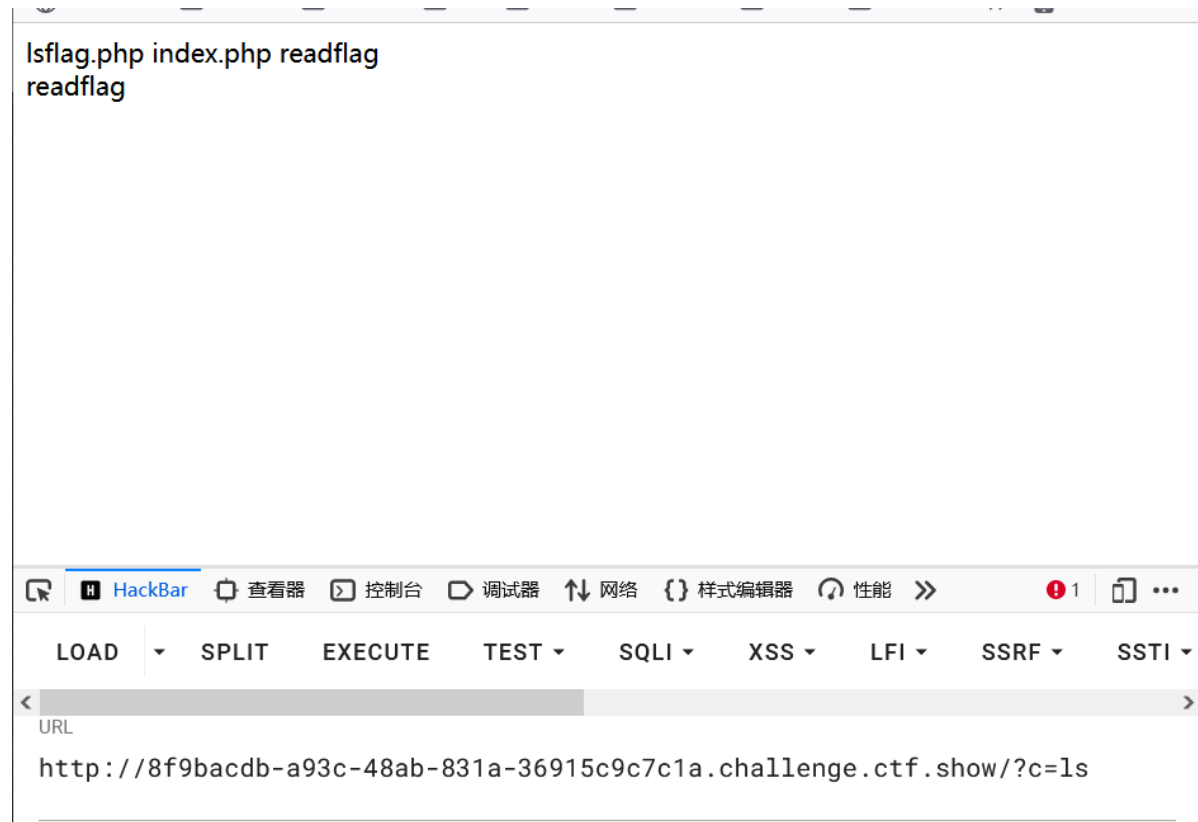 lsflag.php index.php readflag
readflag
HackBar 查看器 控制台 调试器 网络 {} 样式编辑器 性能 1
LOAD SPLIT EXECUTE TEST SQLI XSS LFI SSRF SSTI
URL
http://8f9bacdb-a93c-48ab-831a-36915c9c7c1a.challenge.ctf.show/?c=ls